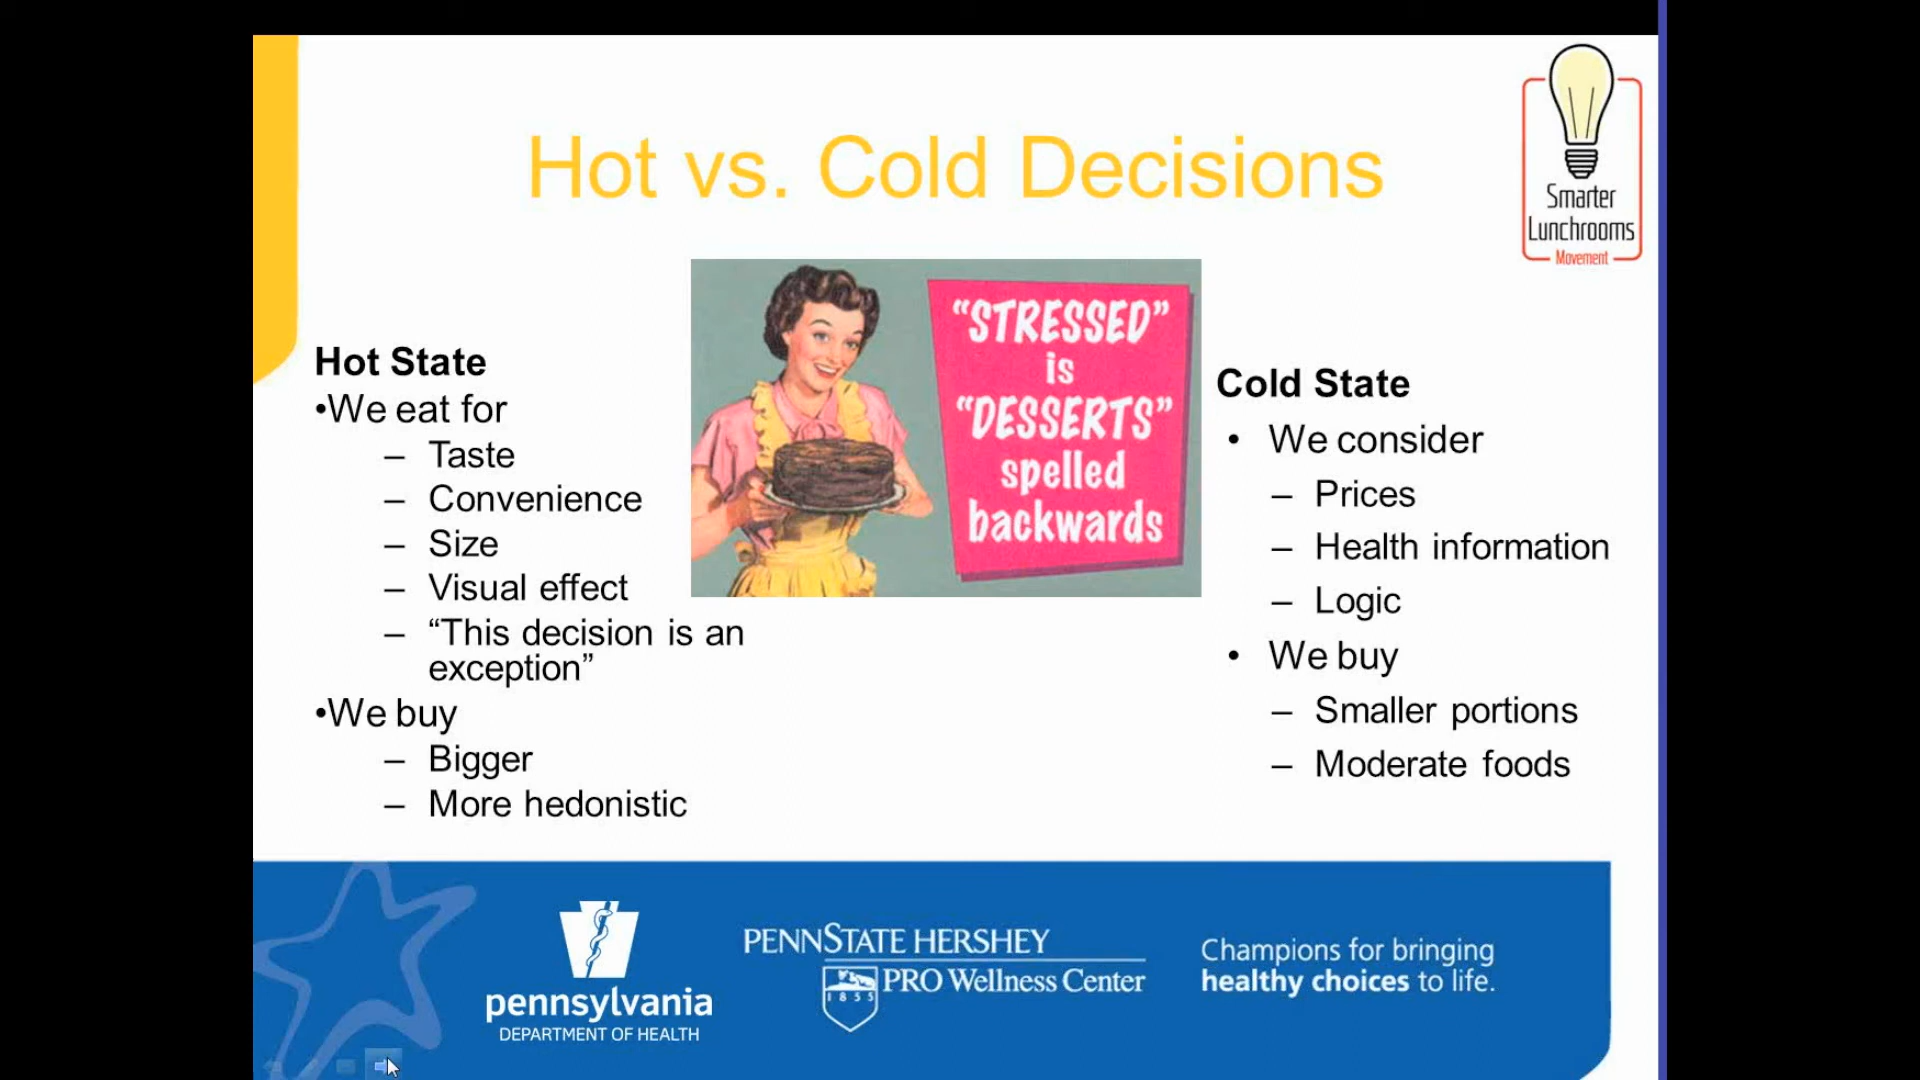 Hot vs. Cold Decisions
Smarter
Lunchrooms
Movement
Hot State
•We eat for
– Taste
– Convenience
– Size
– Visual effect
– “This decision is an
exception”
•We buy
– Bigger
– More hedonistic
“STRESSED”
is
“DESSERTS”
spelled
backwards
Cold State
• We consider
– Prices
– Health information
– Logic
• We buy
– Smaller portions
– Moderate foods
pennsylvania
DEPARTMENT OF HEALTH
PENNSTATE HERSHEY
PRO Wellness Center
1855
Champions for bringing
healthy choices to life.